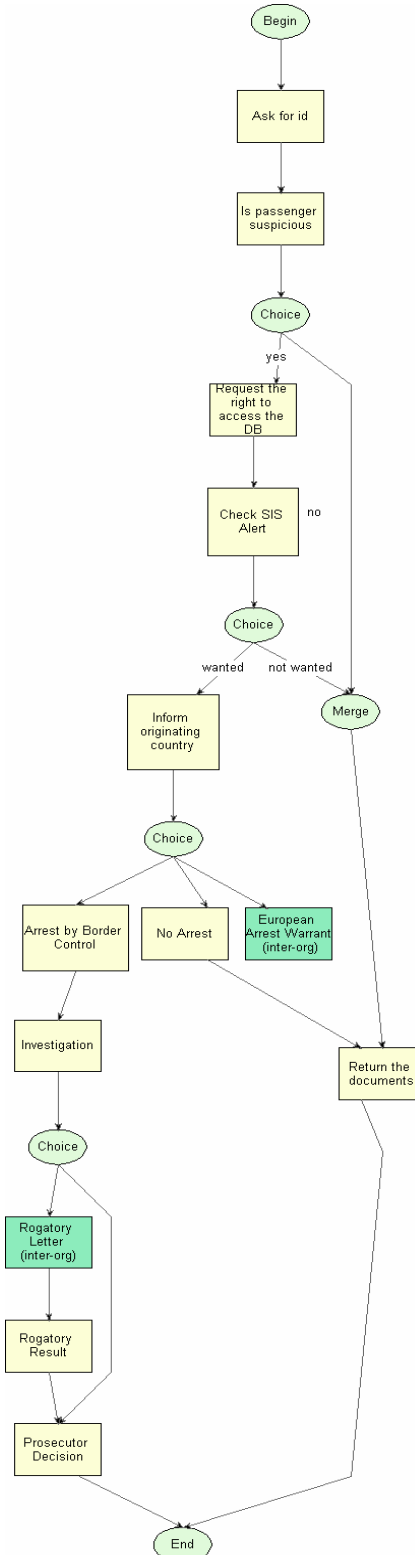 Begin
Ask for id
Is passenger
suspicious
Choice
yes
Request the
right to
access the
DB
Check SIS
Alert
no
Choice
wanted
not wanted
Inform
originating
country
Merge
Choice
Arrest by Border
Control
No Arrest
European
Arrest Warrant
(inter-org)
Investigation
Return the
documents
Choice
Rogatory
Letter
(inter-org)
Rogatory
Result
Prosecutor
Decision
End